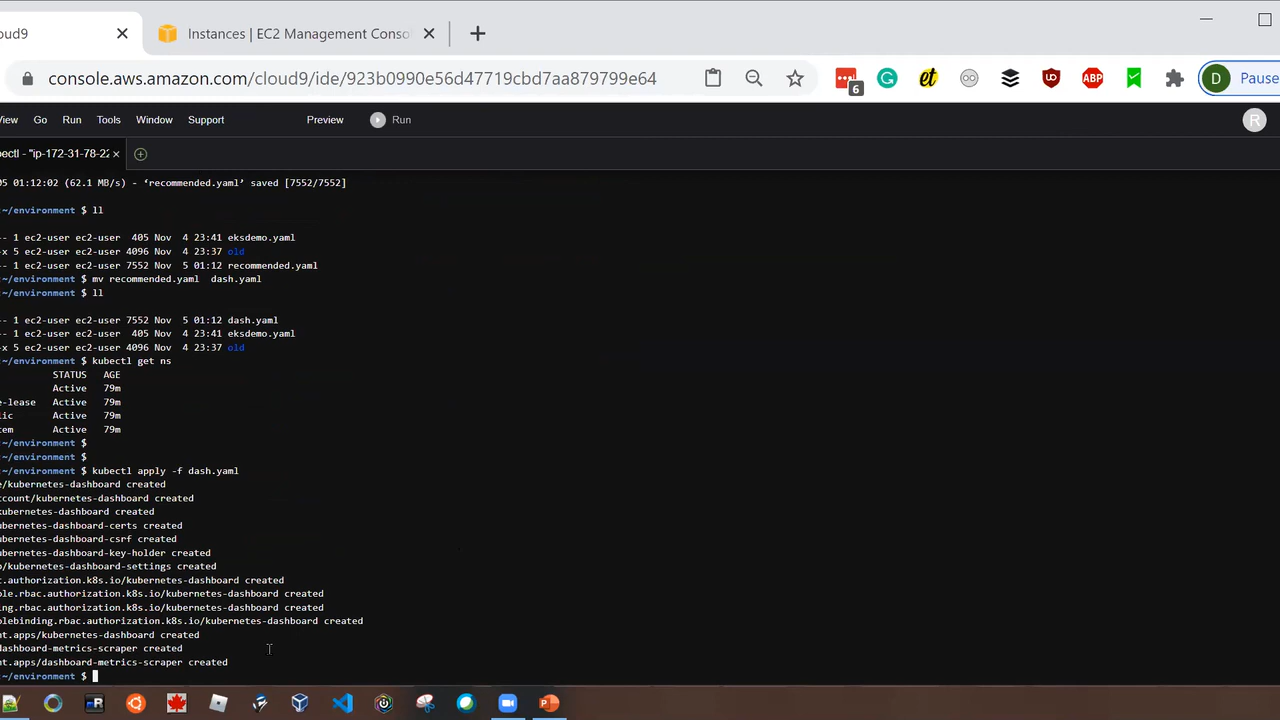 oud9
Instances | EC2 Management Conso
console.aws.amazon.com/cloud9/ide/923b0990e56d47719cbd7aa879799e64
6
et
ABP
D
Pause
View Go Run Tools Window Support Preview Run
R
ectl - "ip-172-31-78-22
05 01:12:02 (62.1 MB/s) - ‘recommended.yaml’ saved [7552/7552]
:~/environment $ ll
-- 1 ec2-user ec2-user 405 Nov 4 23:41 eksdemo.yaml
-x 5 ec2-user ec2-user 4096 Nov 4 23:37 old
-- 1 ec2-user ec2-user 7552 Nov 5 01:12 recommended.yaml
:~/environment $ mv recommended.yaml dash.yaml
:~/environment $ ll
-- 1 ec2-user ec2-user 7552 Nov 5 01:12 dash.yaml
-- 1 ec2-user ec2-user 405 Nov 4 23:41 eksdemo.yaml
-x 5 ec2-user ec2-user 4096 Nov 4 23:37 old
:~/environment $ kubectl get ns
STATUS AGE
Active 79m
e-lease Active 79m
lic Active 79m
tem Active 79m
:~/environment $
:~/environment $
:~/environment $ kubectl apply -f dash.yaml
e/kubernetes-dashboard created
ccount/kubernetes-dashboard created
kubernetes-dashboard created
ubernetes-dashboard-certs created
ubernetes-dashboard-csrf created
ubernetes-dashboard-key-holder created
p/kubernetes-dashboard-settings created
c.authorization.k8s.io/kubernetes-dashboard created
ole.rbac.authorization.k8s.io/kubernetes-dashboard created
ing.rbac.authorization.k8s.io/kubernetes-dashboard created
olebinding.rbac.authorization.k8s.io/kubernetes-dashboard created
nt.apps/kubernetes-dashboard created
dashboard-metrics-scraper created
nt.apps/dashboard-metrics-scraper created
:~/environment $